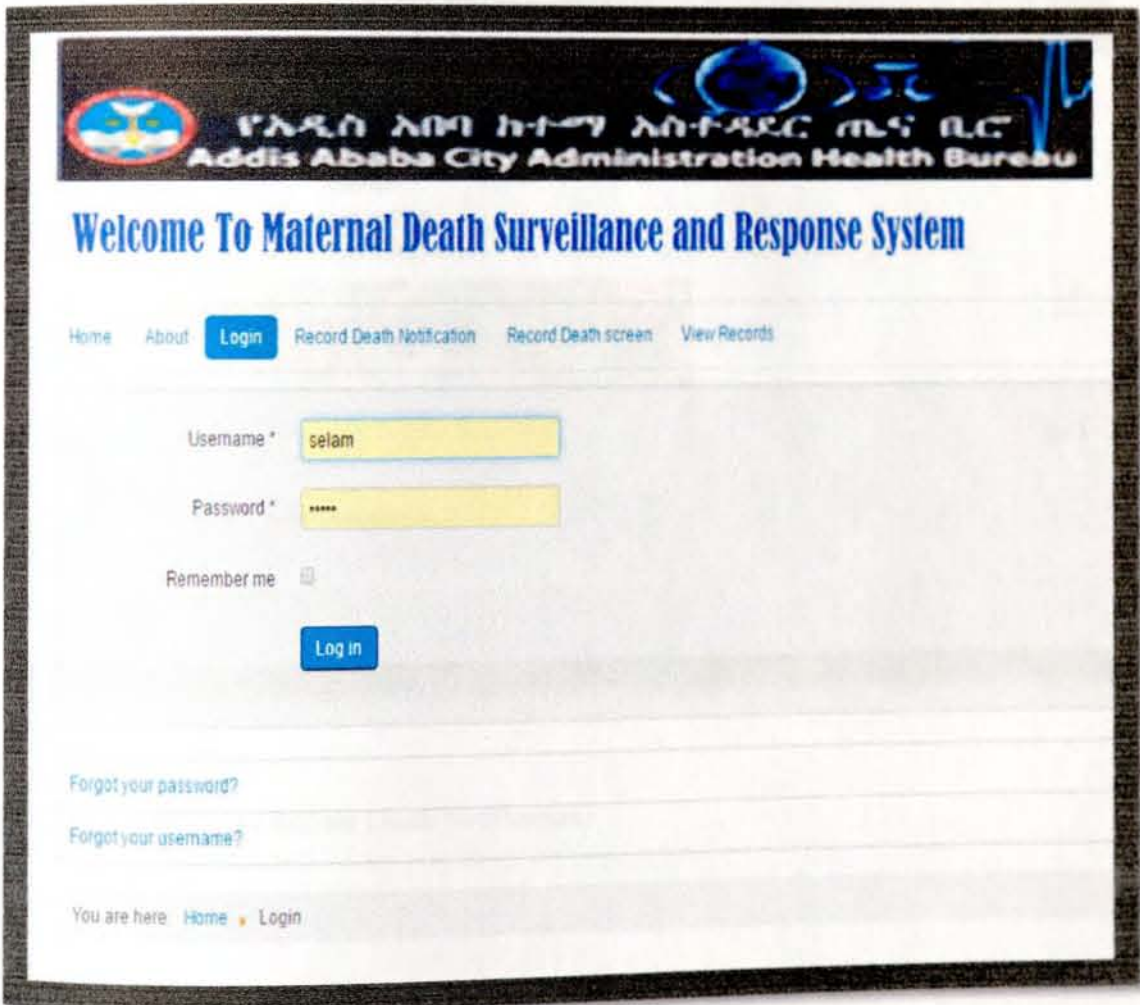 የአዲስ አበባ ከተማ አስተዳደር ጤና ቢሮ
Addis Ababa City Administration Health Bureau
Welcome To Maternal Death Surveillance and Response System
Home About Login Record Death Notification Record Death screen View Records
Username * selam
Password * •••••
Remember me
Log in
Forgot your password?
Forgot your username?
You are here: Home Login